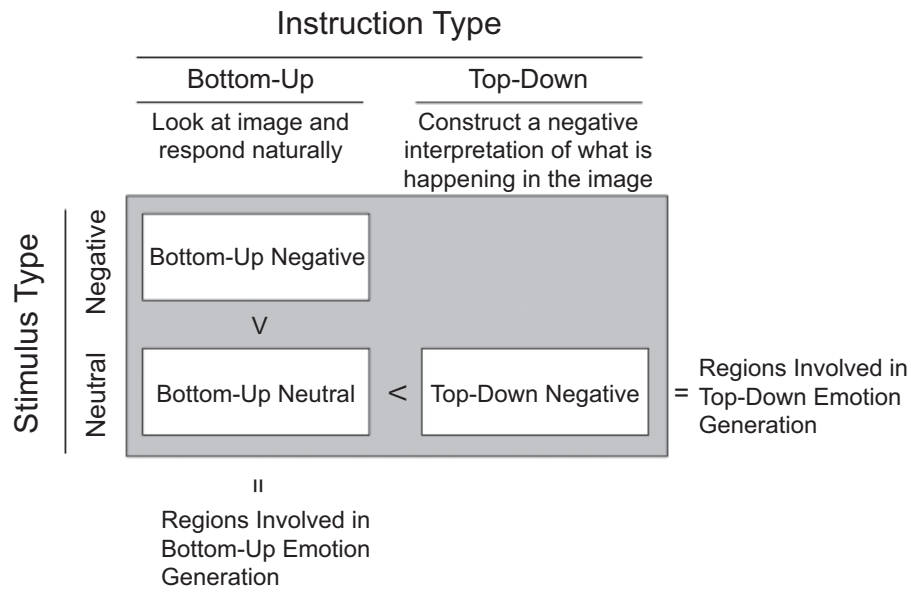 Instruction Type
Bottom-Up
Top-Down
Look at image and
respond naturally
Construct a negative
interpretation of what is
happening in the image
Stimulus Type
Negative
Neutral
Bottom-Up Negative
V
Bottom-Up Neutral
<
Top-Down Negative
=
Regions Involved in
Top-Down Emotion
Generation
=
Regions Involved in
Bottom-Up Emotion
Generation